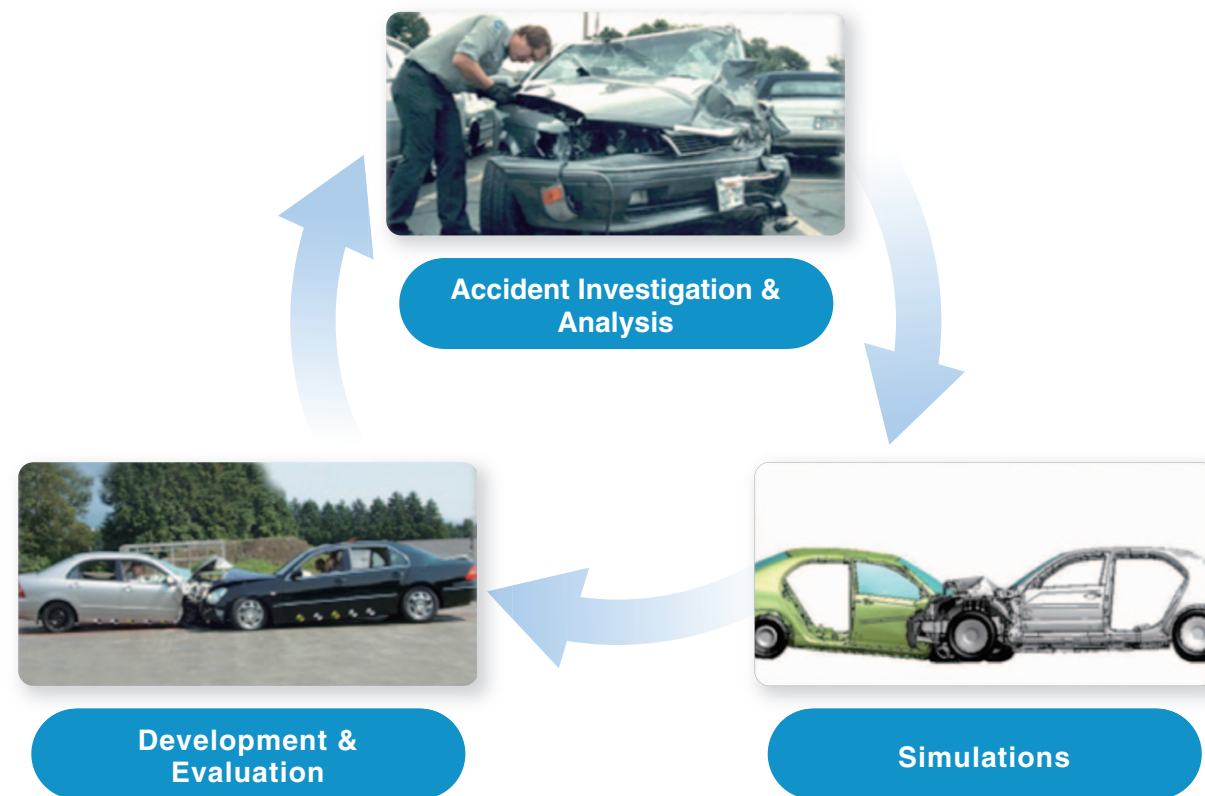 Accident Investigation &
Analysis
Development &
Evaluation
Simulations